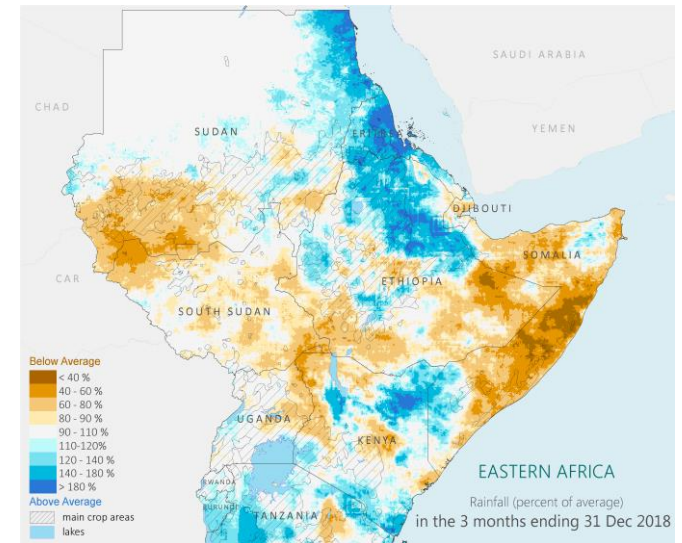 SAUDI ARABIA
CHAD
YEMEN
SUDAN
ERITREA
DJIBOUTI
SOMALIA
CAR
ETHIOPIA
SOUTH SUDAN
Below Average
< 40 %
40 - 60 %
60 - 80 %
80 - 90 %
90 - 110 %
110-120%
120 - 140 %
140 - 180 %
> 180 %
Above Average
main crop areas
lakes
UGANDA
KENYA
RWANDA
BURUNDI
TANZANIA
EASTERN AFRICA
Rainfall (percent of average)
in the 3 months ending 31 Dec 2018